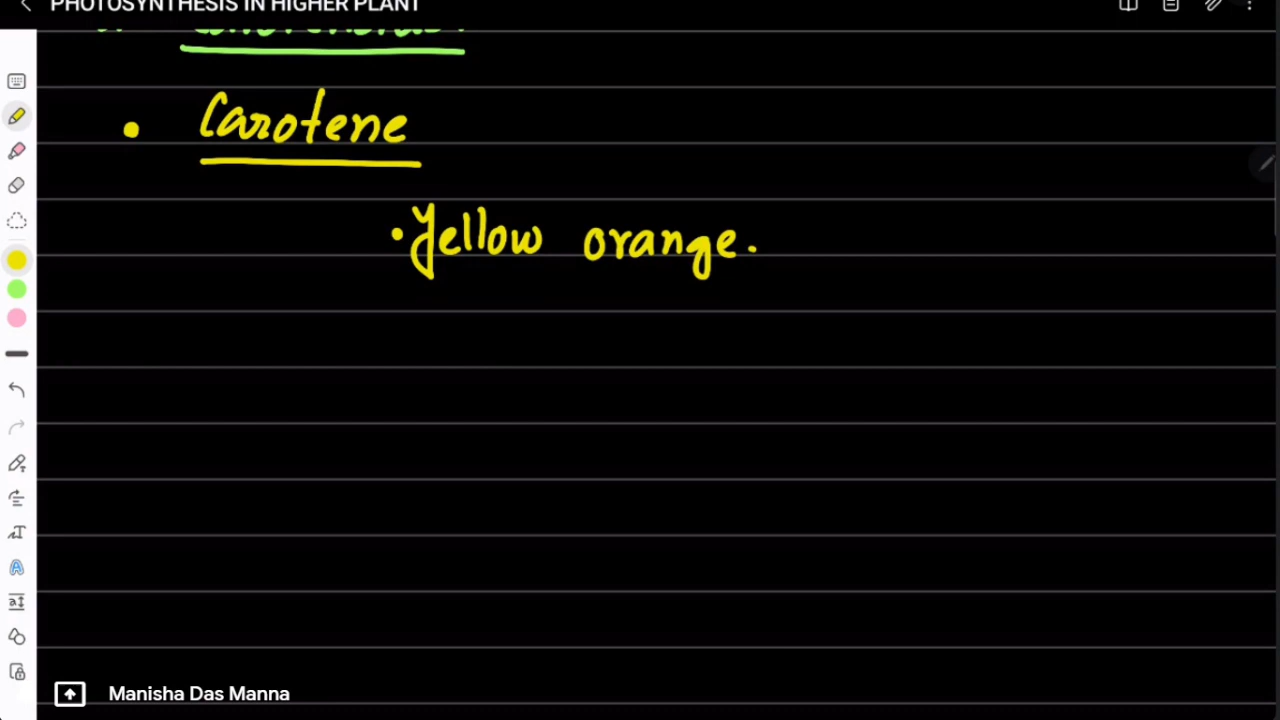 PHOTOSYNTHESIS IN HIGHER PLANT
• Carotene
• Yellow orange.
Manisha Das Manna